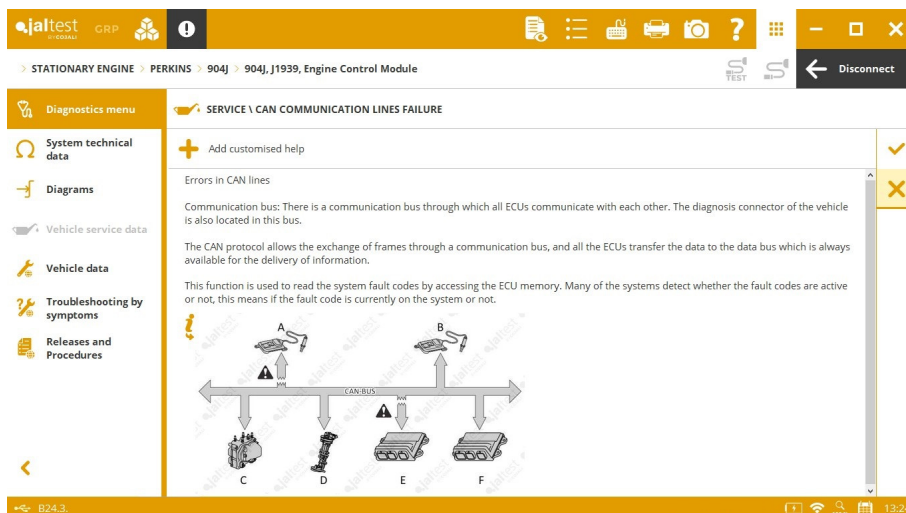 jaltest GRP
BY COJALI
> STATIONARY ENGINE > PERKINS > 904J > 904J, J1939, Engine Control Module
TEST
Disconnect
Diagnostics menu
SERVICE \ CAN COMMUNICATION LINES FAILURE
System technical
data
Diagrams
Vehicle service data
Vehicle data
Troubleshooting by
symptoms
Releases and
Procedures
Add customised help
Errors in CAN lines
Communication bus: There is a communication bus through which all ECUs communicate with each other. The diagnosis connector of the vehicle
is also located in this bus.
The CAN protocol allows the exchange of frames through a communication bus, and all the ECUs transfer the data to the data bus which is always
available for the delivery of information.
This function is used to read the system fault codes by accessing the ECU memory. Many of the systems detect whether the fault codes are active
or not, this means if the fault code is currently on the system or not.
A B
CAN-BUS
C D E F
B24.3.